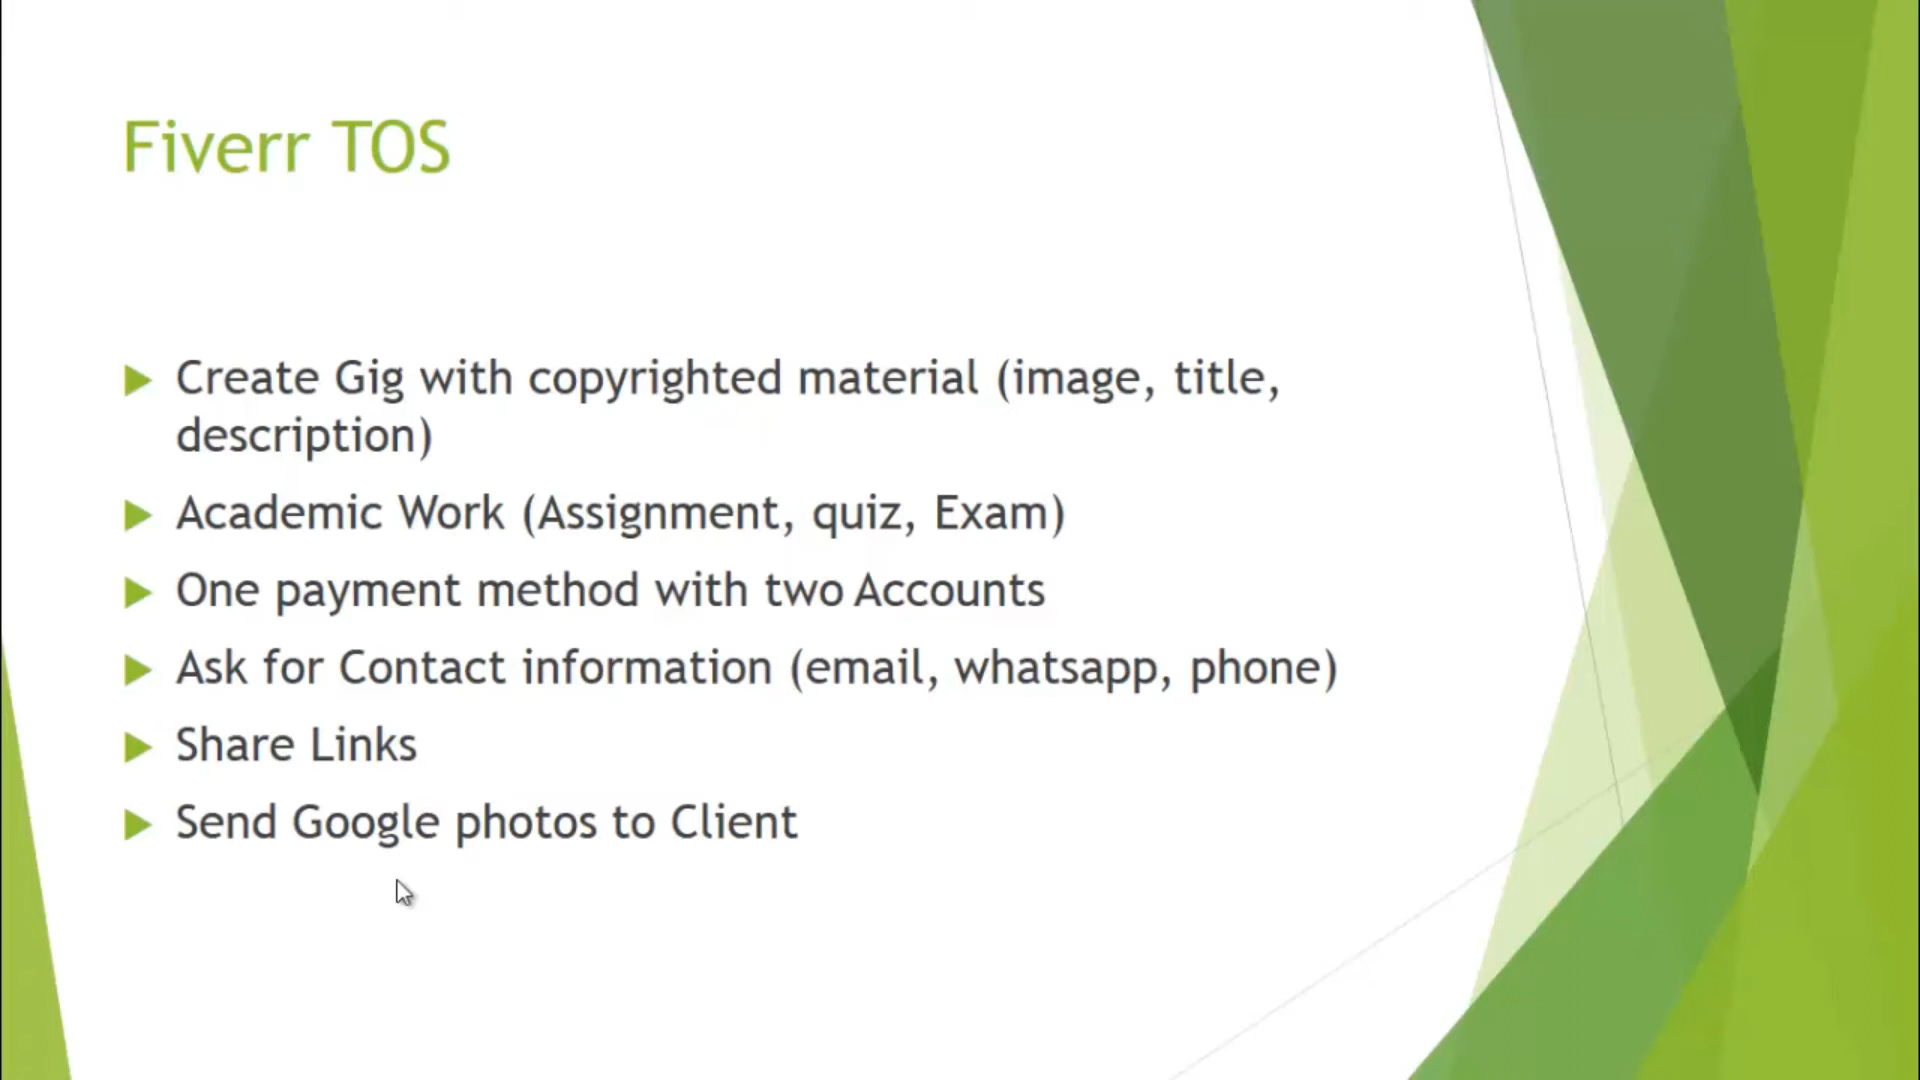 Fiverr TOS
Create Gig with copyrighted material (image, title,
description)
Academic Work (Assignment, quiz, Exam)
One payment method with two Accounts
Ask for Contact information (email, whatsapp, phone)
Share Links
Send Google photos to Client